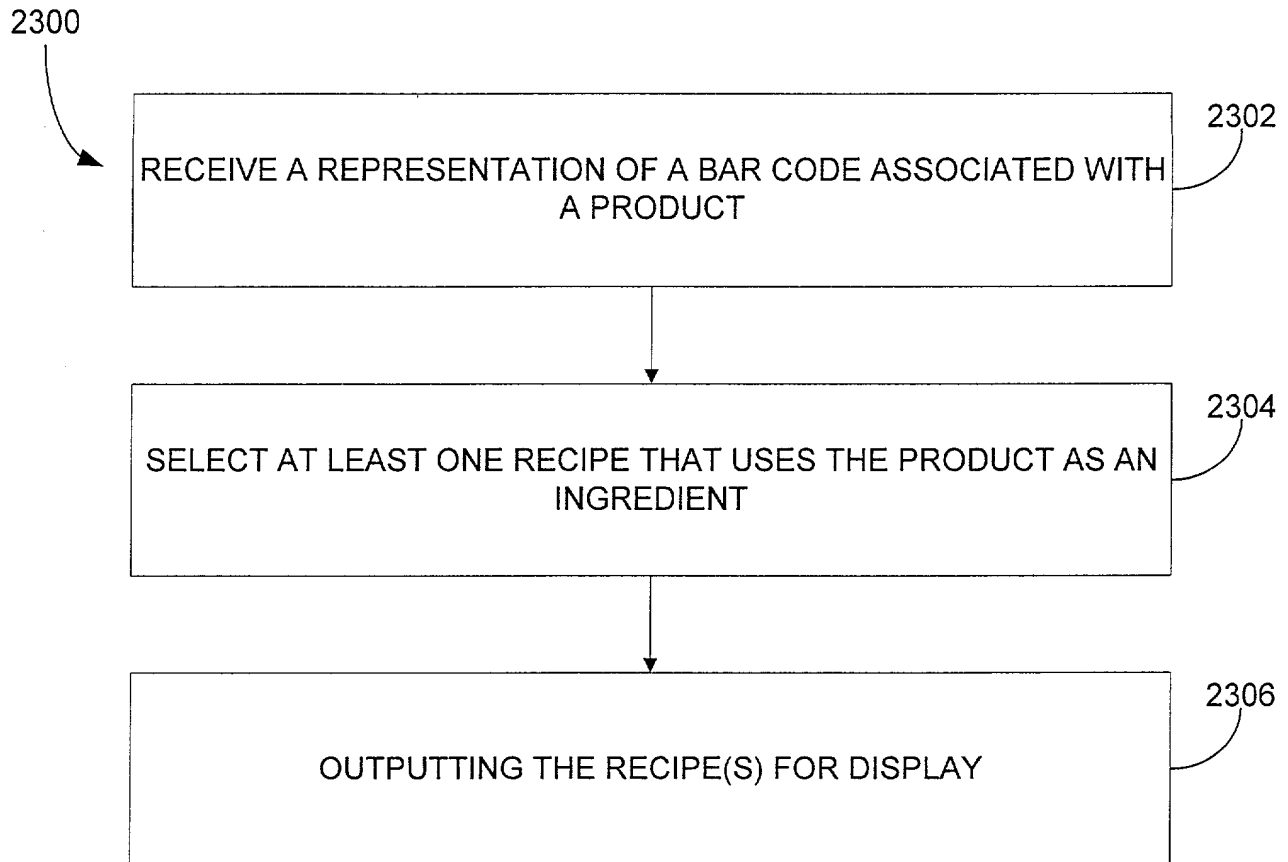 2300
2302
RECEIVE A REPRESENTATION OF A BAR CODE ASSOCIATED WITH
A PRODUCT
2304
SELECT AT LEAST ONE RECIPE THAT USES THE PRODUCT AS AN
INGREDIENT
2306
OUTPUTTING THE RECIPE(S) FOR DISPLAY